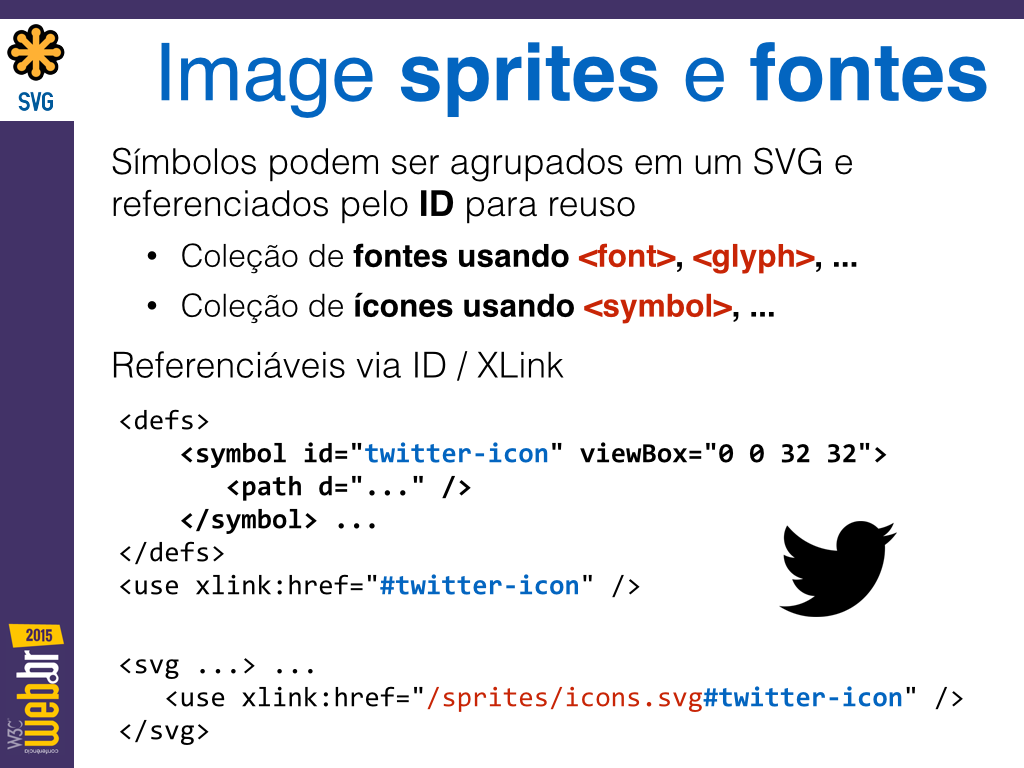 SVG
Image sprites e fontes
Símbolos podem ser agrupados em um SVG e
referenciados pelo ID para reuso
• Coleção de fontes usando <font>, <glyph>, ...
• Coleção de ícones usando <symbol>, ...
Referenciáveis via ID / XLink
<defs>
    <symbol id="twitter-icon" viewBox="0 0 32 32">
       <path d="..." />
    </symbol> ...
</defs>
<use xlink:href="#twitter-icon" />
<svg ...> ...
   <use xlink:href="/sprites/icons.svg#twitter-icon" />
</svg>
2015
W3C
web.br
conferência